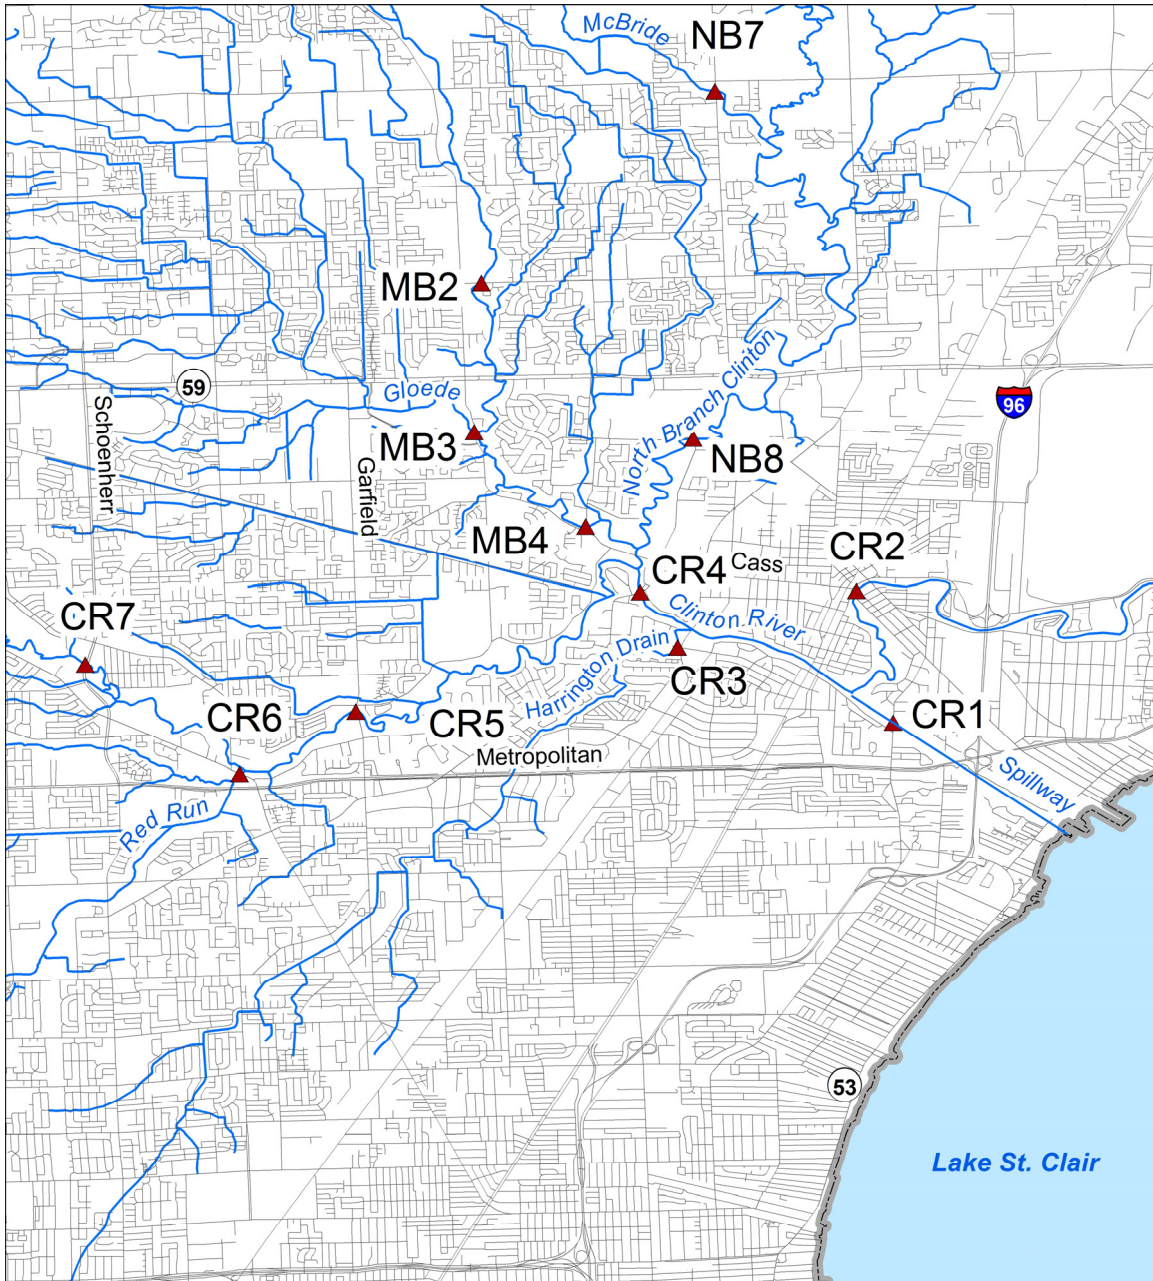 McBride
NB7
MB2
59
Gloede
96
Schoenherr
MB3
Garfield
North Branch Clinton
NB8
MB4
CR4
Cass
CR2
CR7
Clinton River
Harrington Drain
CR3
CR6
CR5
CR1
Metropolitan
Spillway
Red Run
53
Lake St. Clair